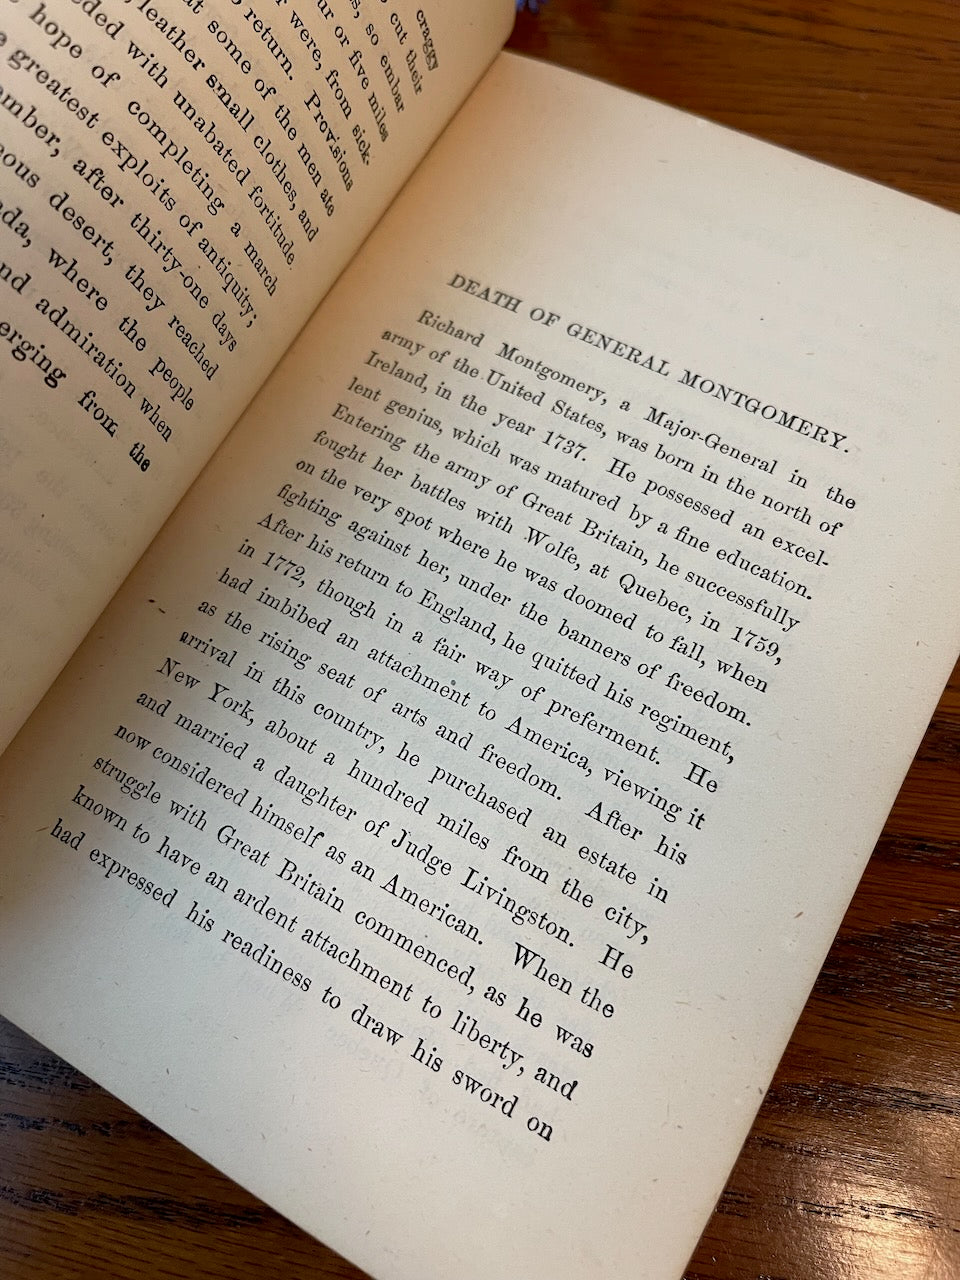 craggy
cut their
so embar
ur or five miles
were, from sick-
return. Provisions
at some of the men ate
leather small clothes, and
eded with unabated fortitude
hope of completing a march
greatest exploits of antiquity;
mber, after thirty-one days
ous desert, they reached
ada, where the people
nd admiration when
erging from the
DEATH OF GENERAL MONTGOMERY.
Richard Montgomery, a Major-General in the
army of the United States, was born in the north of
Ireland, in the year 1737. He possessed an excel-
lent genius, which was matured by a fine education.
Entering the army of Great Britain, he successfully
fought her battles with Wolfe, at Quebec, in 1759,
on the very spot where he was doomed to fall, when
fighting against her, under the banners of freedom.
After his return to England, he quitted his regiment,
in 1772, though in a fair way of preferment. He
had imbibed an attachment to America, viewing it
as the rising seat of arts and freedom. After his
arrival in this country, he purchased an estate in
New York, about a hundred miles from the city,
and married a daughter of Judge Livingston. He
now considered himself as an American. When the
struggle with Great Britain commenced, as he was
known to have an ardent attachment to liberty, and
had expressed his readiness to draw his sword on